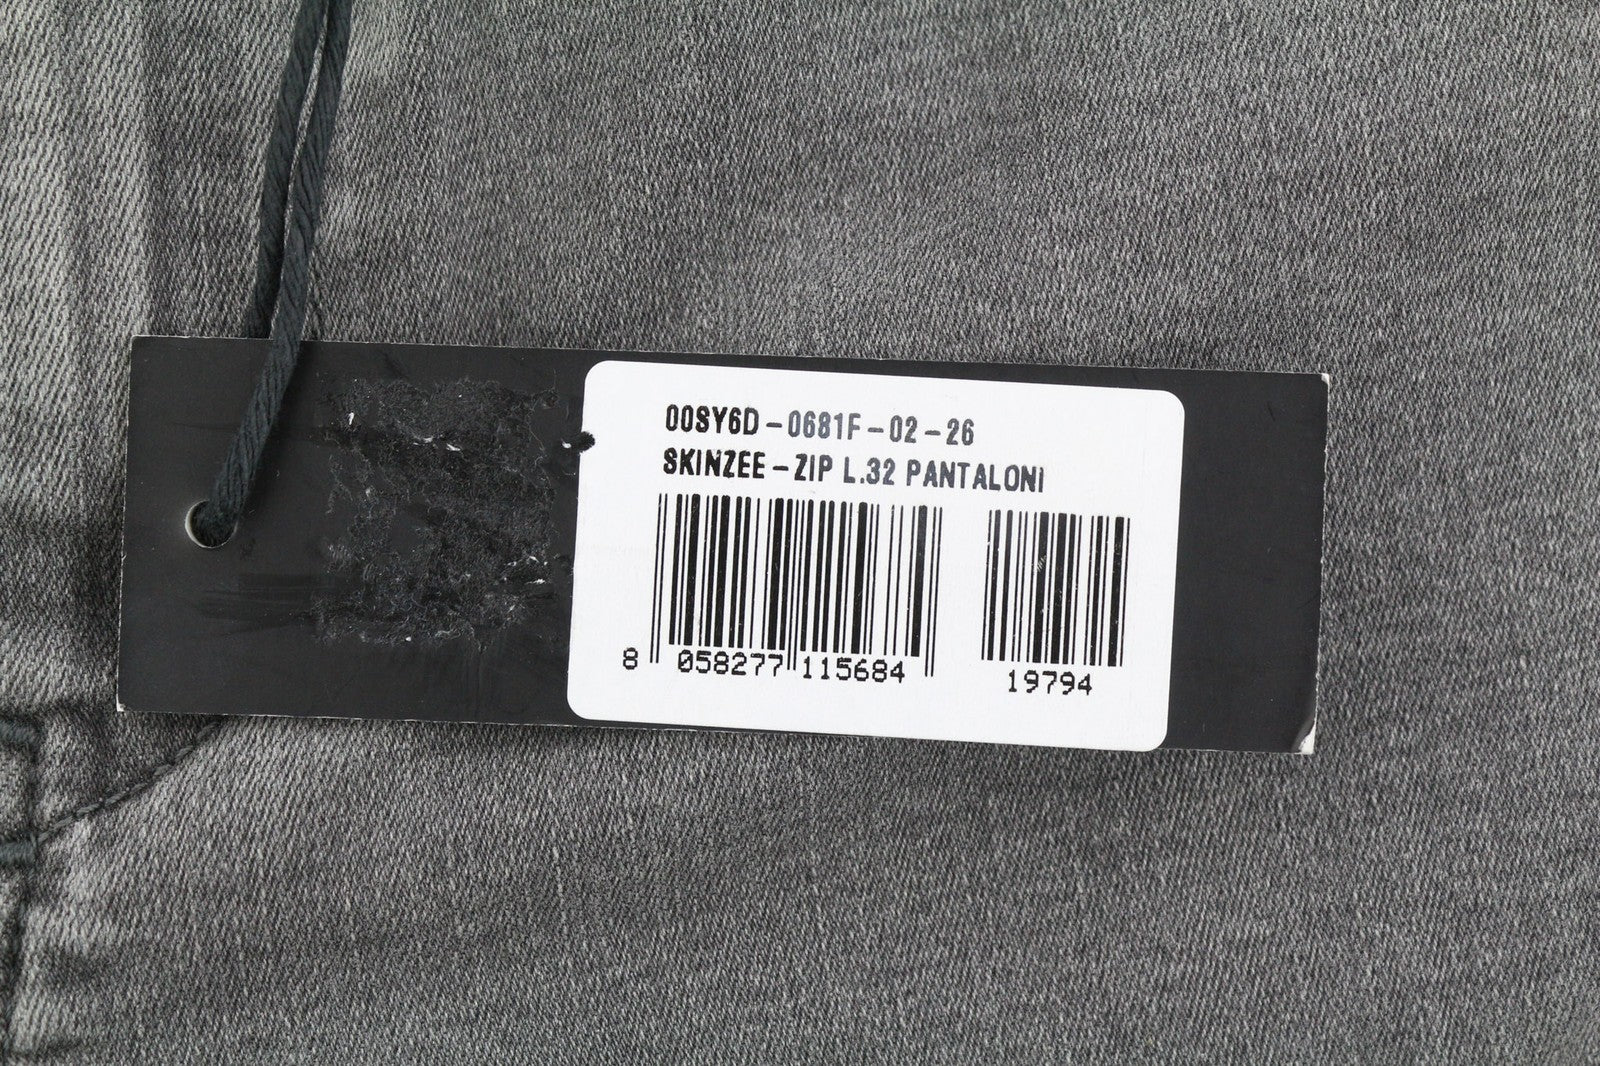 00SY6D-0681F-02-26
SKINZEE-ZIP L.32 PANTALONI
8 058277 115684 19794